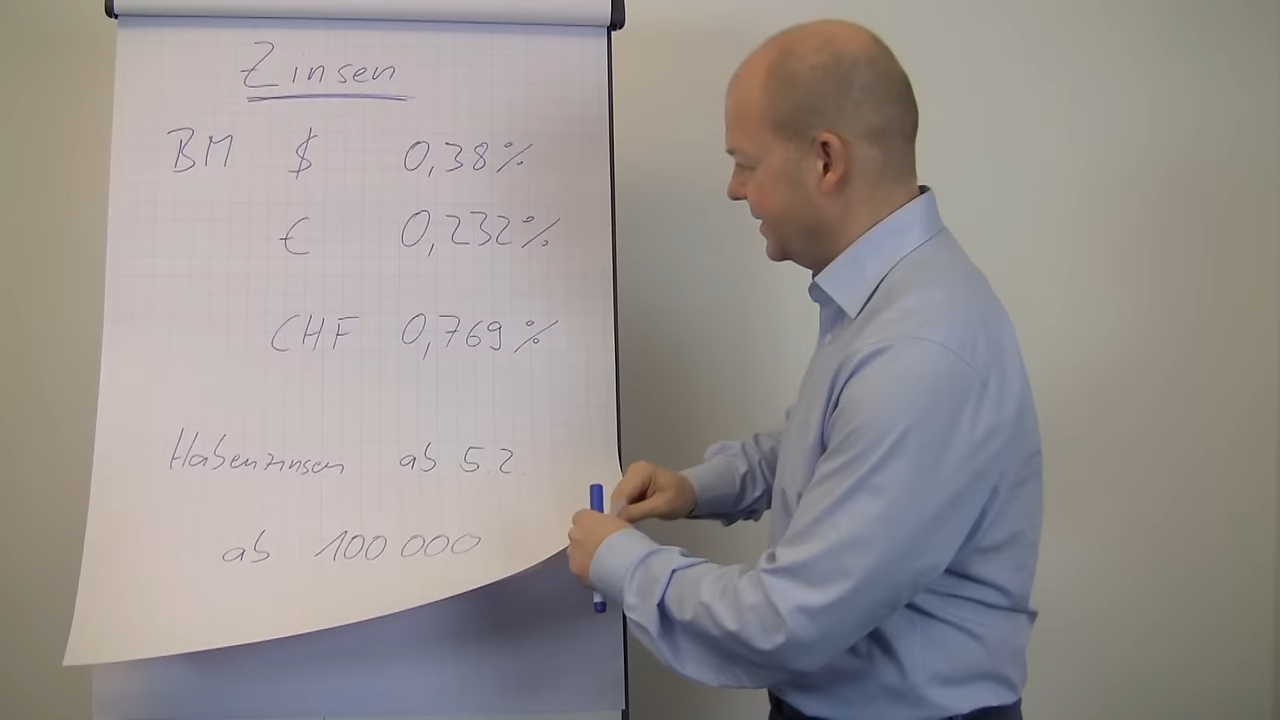 Zinsen
BM $ 0,38%
€ 0,232%
CHF 0,769%
Habenzinsen ab 5.2.
ab 100 000